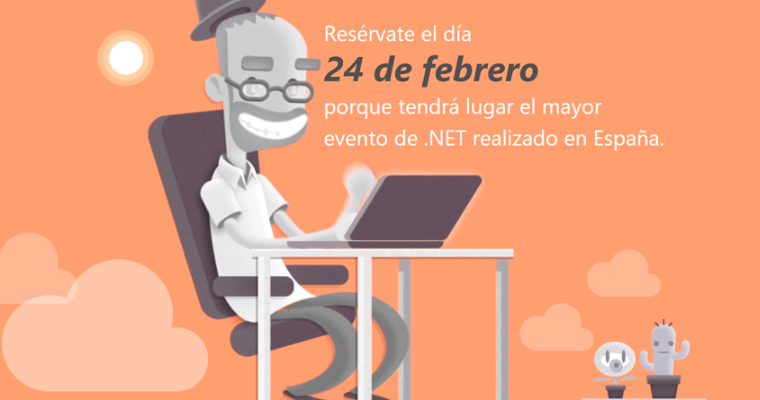 Resérvate el día
24 de febrero
porque tendrá lugar el mayor
evento de .NET realizado en España.